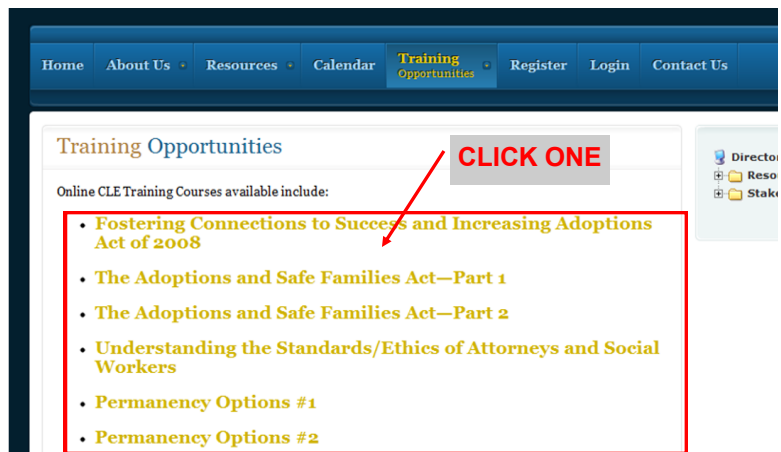 Home About Us Resources Calendar Training Register Login Contact Us
Opportunities
Training Opportunities
CLICK ONE
Online CLE Training Courses available include:
• Fostering Connections to Success and Increasing Adoptions
Act of 2008
• The Adoptions and Safe Families Act—Part 1
• The Adoptions and Safe Families Act—Part 2
• Understanding the Standards/Ethics of Attorneys and Social
Workers
• Permanency Options #1
• Permanency Options #2
Director
Reso
Stake